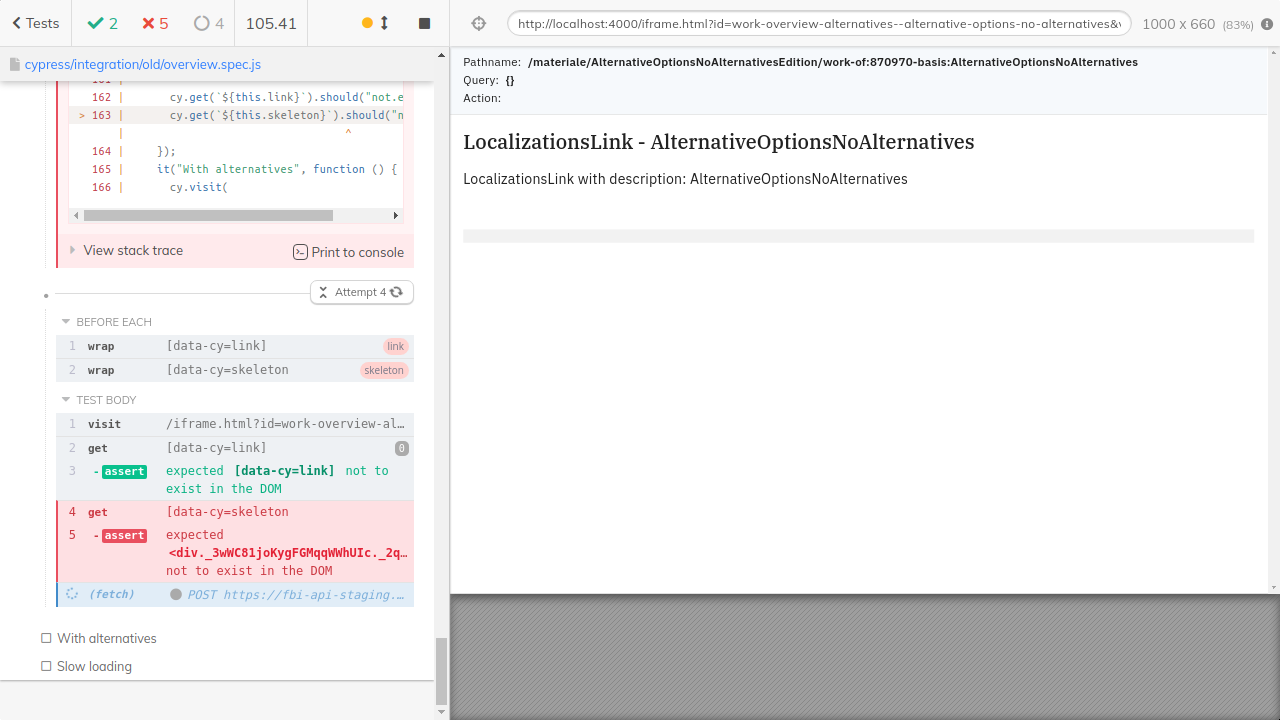 Tests
2
5
4
105.41
http://localhost:4000/iframe.html?id=work-overview-alternatives--alternative-options-no-alternatives&v
1000 x 660 (83%)
cypress/integration/old/overview.spec.js
162 | cy.get(`${this.link}`).should("not.e
> 163 | cy.get(`${this.skeleton}`).should("n
| ^
164 | });
165 | it("With alternatives", function () {
166 | cy.visit(
View stack trace
Print to console
Attempt 4
BEFORE EACH
1 wrap [data-cy=link] link
2 wrap [data-cy=skeleton skeleton
TEST BODY
1 visit /iframe.html?id=work-overview-al…
2 get [data-cy=link] 0
3 -assert expected [data-cy=link] not to
exist in the DOM
4 get [data-cy=skeleton
5 -assert expected
<div._3wWC81joKygFGMqqWWhUIc._2q…
not to exist in the DOM
(fetch) POST https://fbi-api-staging.…
With alternatives
Slow loading
Pathname: /materiale/AlternativeOptionsNoAlternativesEdition/work-of:870970-basis:AlternativeOptionsNoAlternatives
Query: {}
Action:
LocalizationsLink - AlternativeOptionsNoAlternatives
LocalizationsLink with description: AlternativeOptionsNoAlternatives